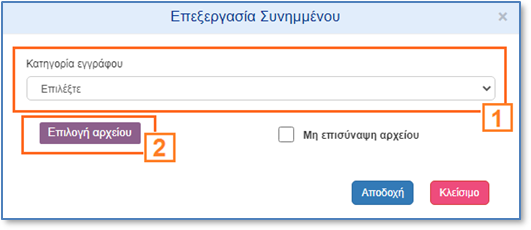 Επεξεργασία Συνημμένου ×
Κατηγορία εγγράφου
Επιλέξτε
1
Επιλογή αρχείου Μη επισύναψη αρχείου
2
Αποδοχή Κλείσιμο